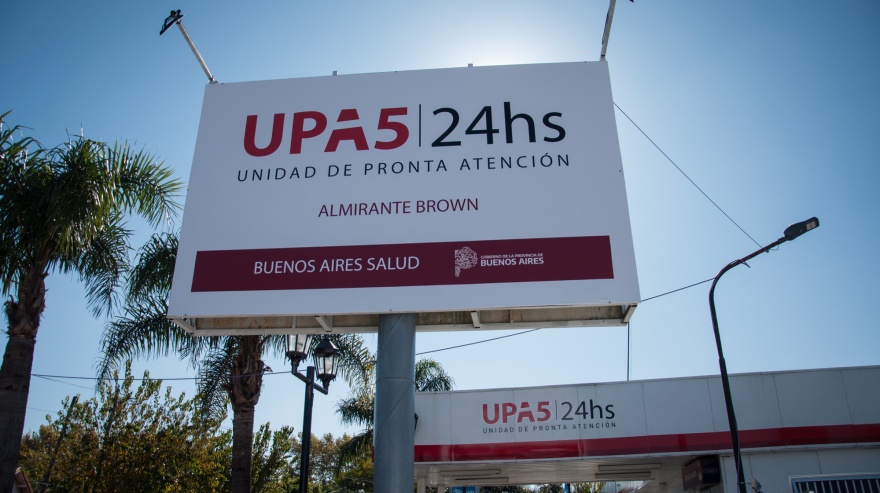 UPA5 24hs
UNIDAD DE PRONTA ATENCIÓN
ALMIRANTE BROWN
BUENOS AIRES SALUD
GOBIERNO DE LA PROVINCIA DE
BUENOS AIRES
UPA5 24hs
UNIDAD DE PRONTA ATENCIÓN